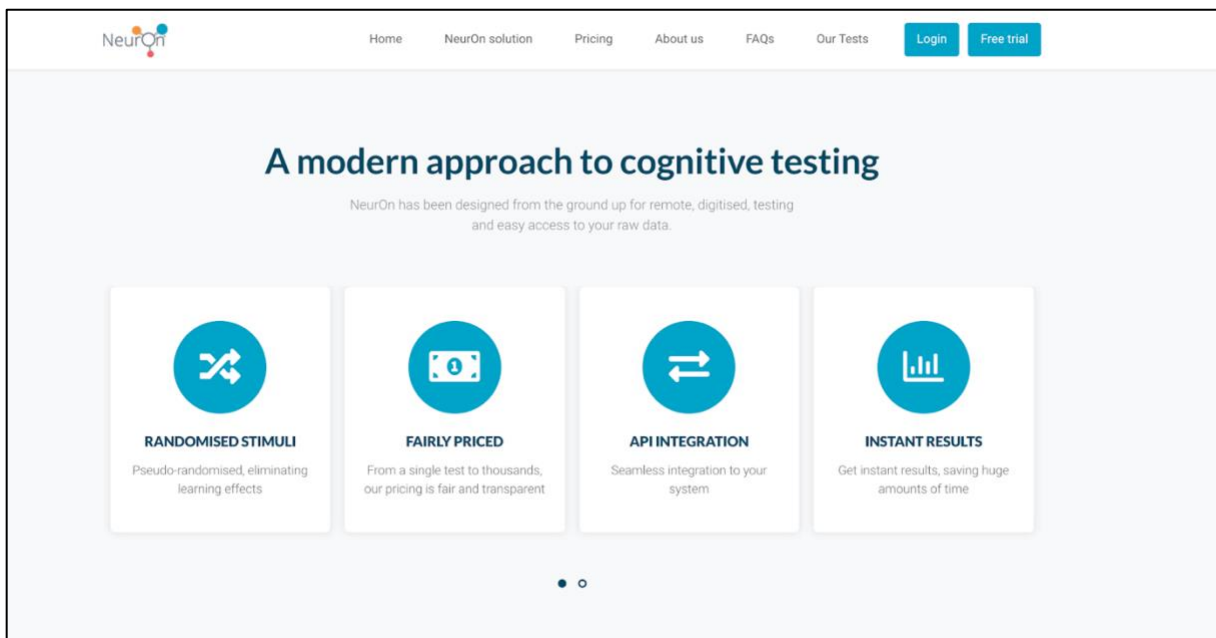 NeurOn
Home NeurOn solution Pricing About us FAQs Our Tests Login Free trial
A modern approach to cognitive testing
NeurOn has been designed from the ground up for remote, digitised, testing
and easy access to your raw data.
1
RANDOMISED STIMULI
Pseudo-randomised, eliminating
learning effects
FAIRLY PRICED
From a single test to thousands,
our pricing is fair and transparent
API INTEGRATION
Seamless integration to your
system
INSTANT RESULTS
Get instant results, saving huge
amounts of time